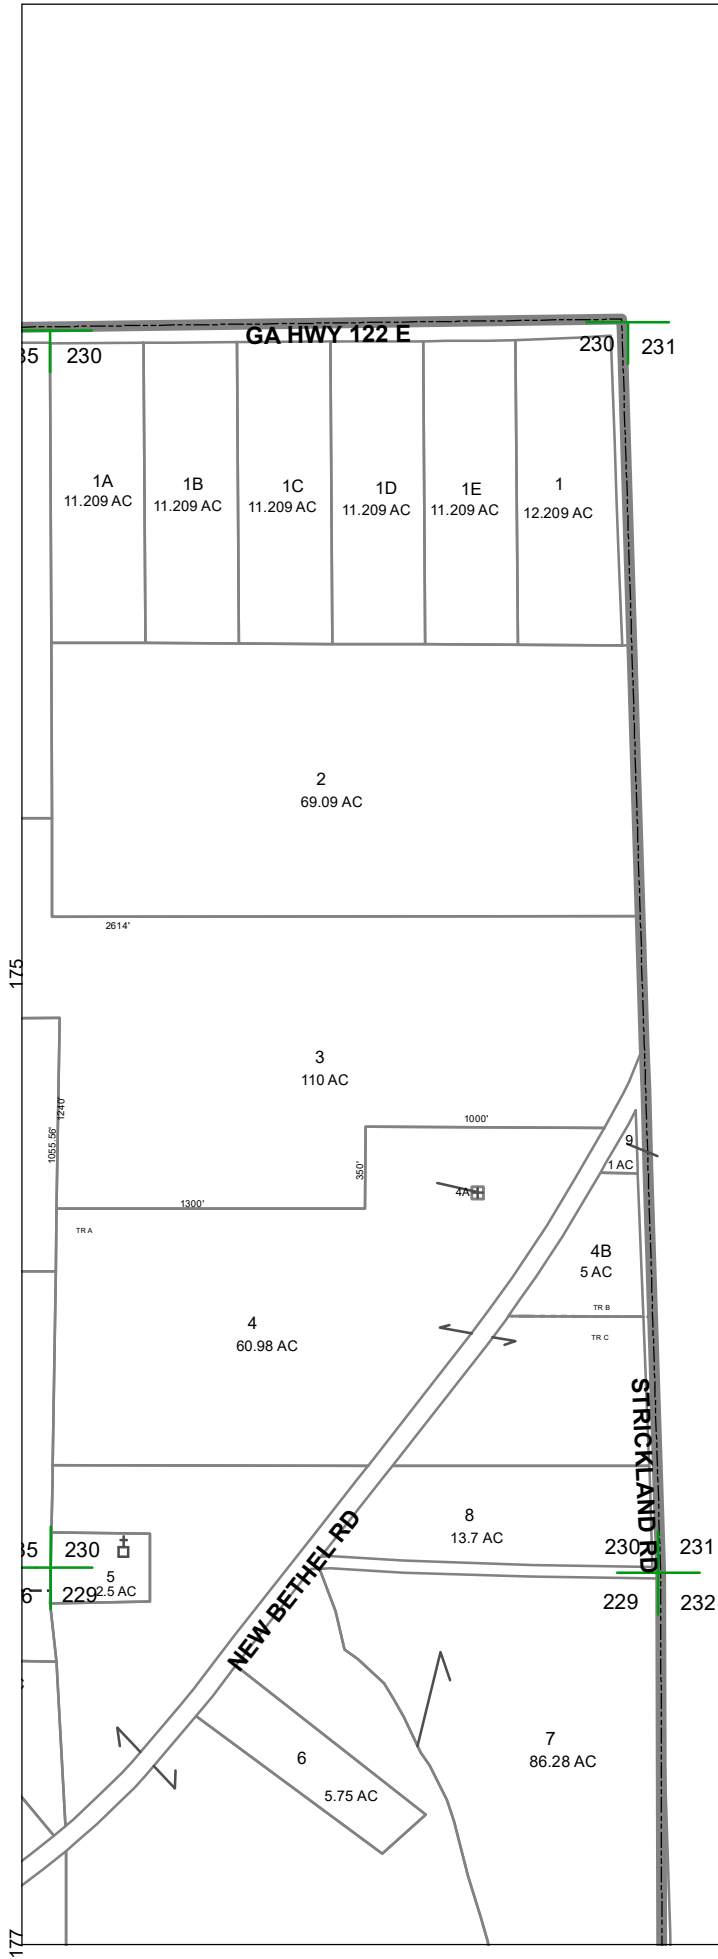 GA HWY 122 E
35 230
230 231
1A
11.209 AC
1B
11.209 AC
1C
11.209 AC
1D
11.209 AC
1E
11.209 AC
1
12.209 AC
2
69.09 AC
2614'
175
3
110 AC
1240'
1055.56'
1000'
350'
1300'
9
1 AC
4A
TR A
4B
5 AC
TR B
TR C
4
60.98 AC
STRICKLAND RD
8
13.7 AC
35 230
230 231
5
2.5 AC
6 229
229 232
NEW BETHEL RD
7
86.28 AC
6
5.75 AC
177